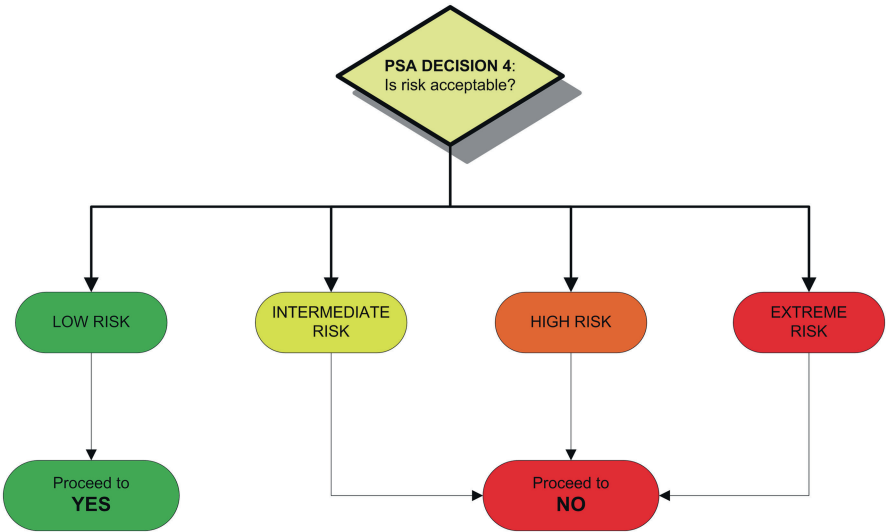 PSA DECISION 4:
Is risk acceptable?
LOW RISK
INTERMEDIATE
RISK
HIGH RISK
EXTREME
RISK
Proceed to
YES
Proceed to
NO